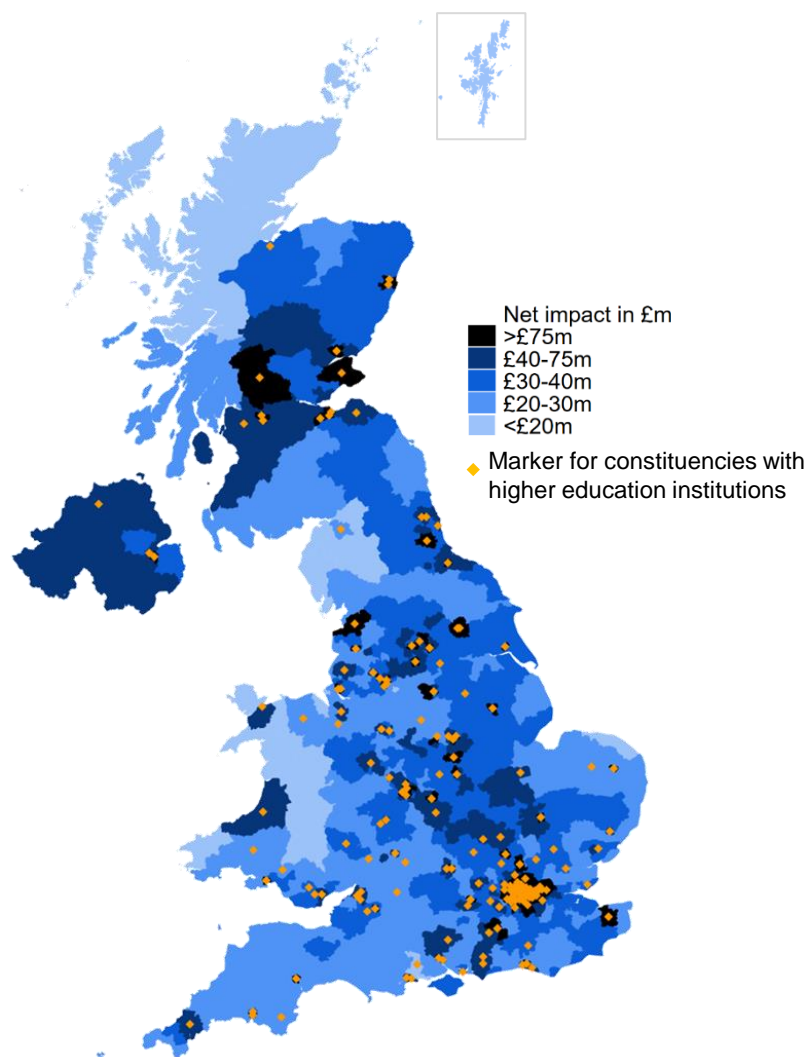 Net impact in £m
>£75m
£40-75m
£30-40m
£20-30m
<£20m
Marker for constituencies with
higher education institutions